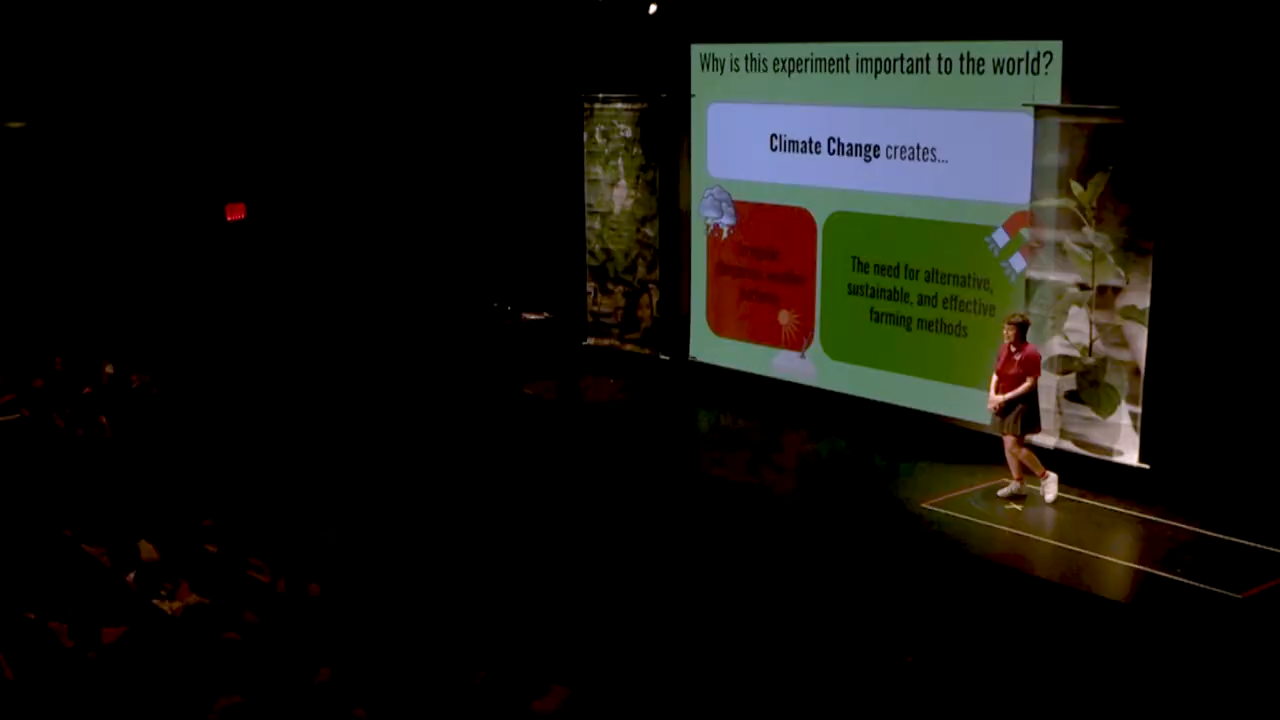 Why is this experiment important to the world?
Climate Change creates...
The need for alternative,
sustainable, and effective
farming methods